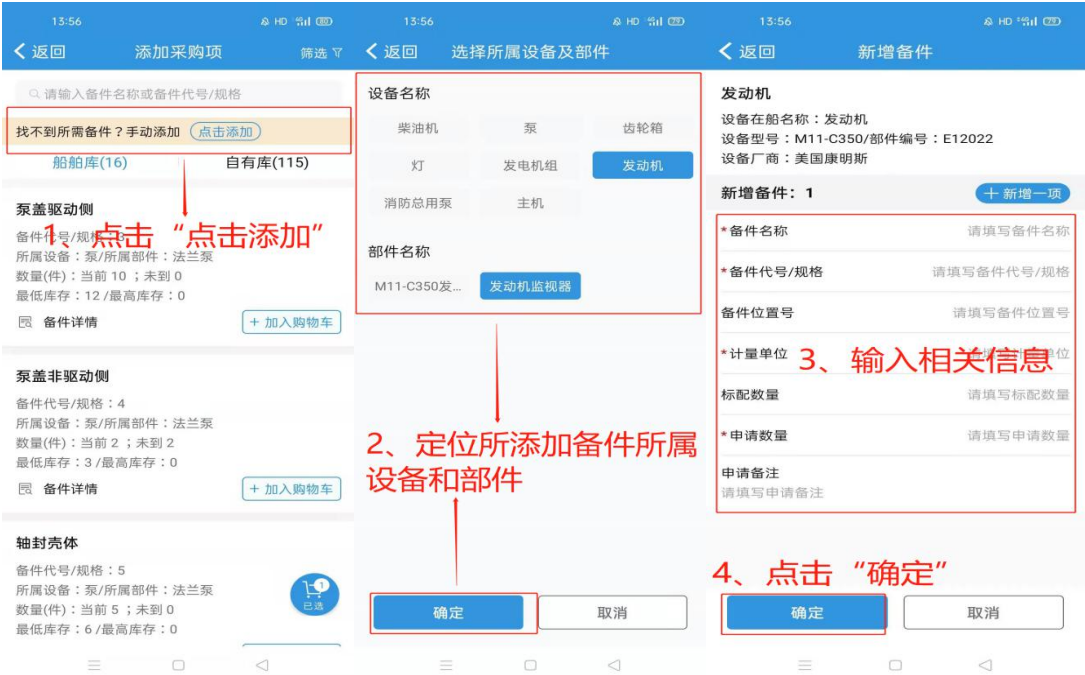 13:56
HD 80
返回
添加采购项
筛选
请输入备件名称或备件代号/规格
找不到所需备件？手动添加 点击添加
船舶库(16)
自有库(115)
1、点击“点击添加”
泵盖驱动侧
备件代号/规格：3
所属设备：泵/所属部件：法兰泵
数量(件)：当前 10 ；未到 0
最低库存：12 /最高库存：0
备件详情
+ 加入购物车
泵盖非驱动侧
备件代号/规格：4
所属设备：泵/所属部件：法兰泵
数量(件)：当前 2 ；未到 2
最低库存：3 /最高库存：0
备件详情
+ 加入购物车
轴封壳体
备件代号/规格：5
所属设备：泵/所属部件：法兰泵
数量(件)：当前 5 ；未到 0
最低库存：6 /最高库存：0
1
已选
13:56
HD 79
返回
选择所属设备及部件
设备名称
柴油机 泵 齿轮箱
灯 发电机组 发动机
消防总用泵 主机
部件名称
M11-C350发... 发动机监视器
2、定位所添加备件所属
设备和部件
确定 取消
13:56
HD 79
返回
新增备件
发动机
设备在船名称：发动机
设备型号：M11-C350/部件编号：E12022
设备厂商：美国康明斯
新增备件：1
+ 新增一项
*备件名称 请填写备件名称
*备件代号/规格 请填写备件代号/规格
备件位置号 请填写备件位置号
*计量单位
3、输入相关信息
标配数量 请填写标配数量
*申请数量 请填写申请数量
申请备注
请填写申请备注
4、点击“确定”
确定 取消